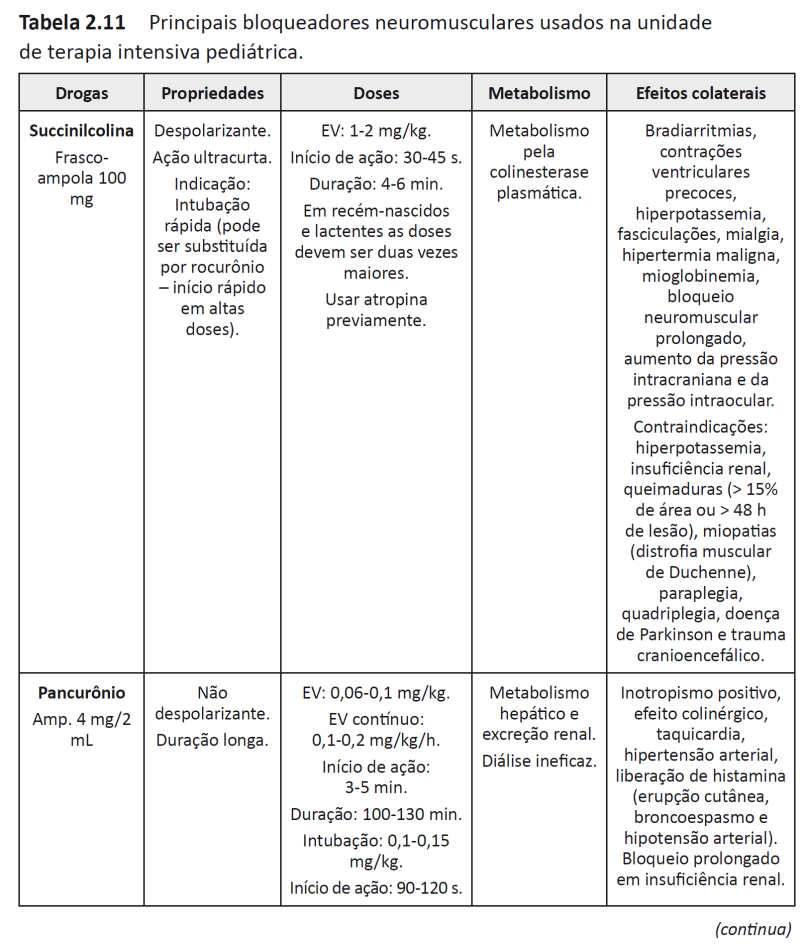 Tabela 2.11 Principais bloqueadores neuromusculares usados na unidade
de terapia intensiva pediátrica.
Drogas
Propriedades
Doses
Metabolismo
Efeitos colaterais
Succinilcolina
Frasco-
ampola 100
mg
Despolarizante.
Ação ultracurta.
Indicação:
Intubação
rápida (pode
ser substituída
por rocurônio
– início rápido
em altas
doses).
EV: 1-2 mg/kg.
Início de ação: 30-45 s.
Duração: 4-6 min.
Em recém-nascidos
e lactentes as doses
devem ser duas vezes
maiores.
Usar atropina
previamente.
Metabolismo
pela
colinesterase
plasmática.
Bradiarritmias,
contrações
ventriculares
precoces,
hiperpotassemia,
fasciculações, mialgia,
hipertermia maligna,
mioglobinemia,
bloqueio
neuromuscular
prolongado,
aumento da pressão
intracraniana e da
pressão intraocular.
Contraindicações:
hiperpotassemia,
insuficiência renal,
queimaduras (> 15%
de área ou > 48 h
de lesão), miopatias
(distrofia muscular
de Duchenne),
paraplegia,
quadriplegia, doença
de Parkinson e trauma
cranioencefálico.
Pancurônio
Amp. 4 mg/2
mL
Não
despolarizante.
Duração longa.
EV: 0,06-0,1 mg/kg.
EV contínuo:
0,1-0,2 mg/kg/h.
Início de ação:
3-5 min.
Duração: 100-130 min.
Intubação: 0,1-0,15
mg/kg.
Início de ação: 90-120 s.
Metabolismo
hepático e
excreção renal.
Diálise ineficaz.
Inotropismo positivo,
efeito colinérgico,
taquicardia,
hipertensão arterial,
liberação de histamina
(erupção cutânea,
broncoespasmo e
hipotensão arterial).
Bloqueio prolongado
em insuficiência renal.
(continua)